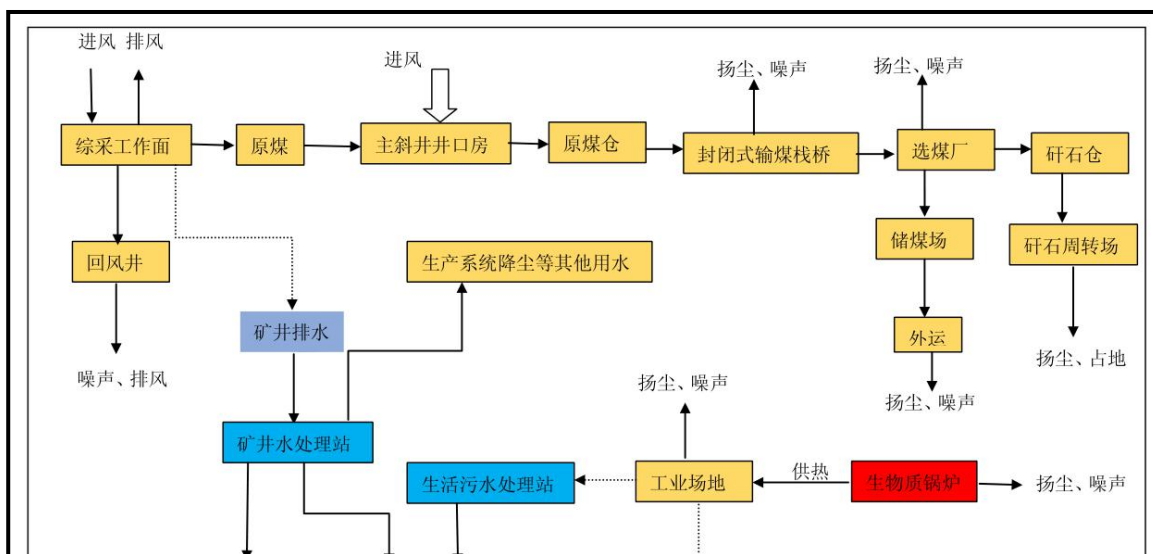 进风 排风
进风
扬尘、噪声
扬尘、噪声
综采工作面
原煤
主斜井井口房
原煤仓
封闭式输煤栈桥
选煤厂
矸石仓
回风井
生产系统降尘等其他用水
储煤场
矸石周转场
矿井排水
外运
噪声、排风
扬尘、噪声
扬尘、占地
扬尘、噪声
矿井水处理站
生活污水处理站
工业场地
供热
生物质锅炉
扬尘、噪声